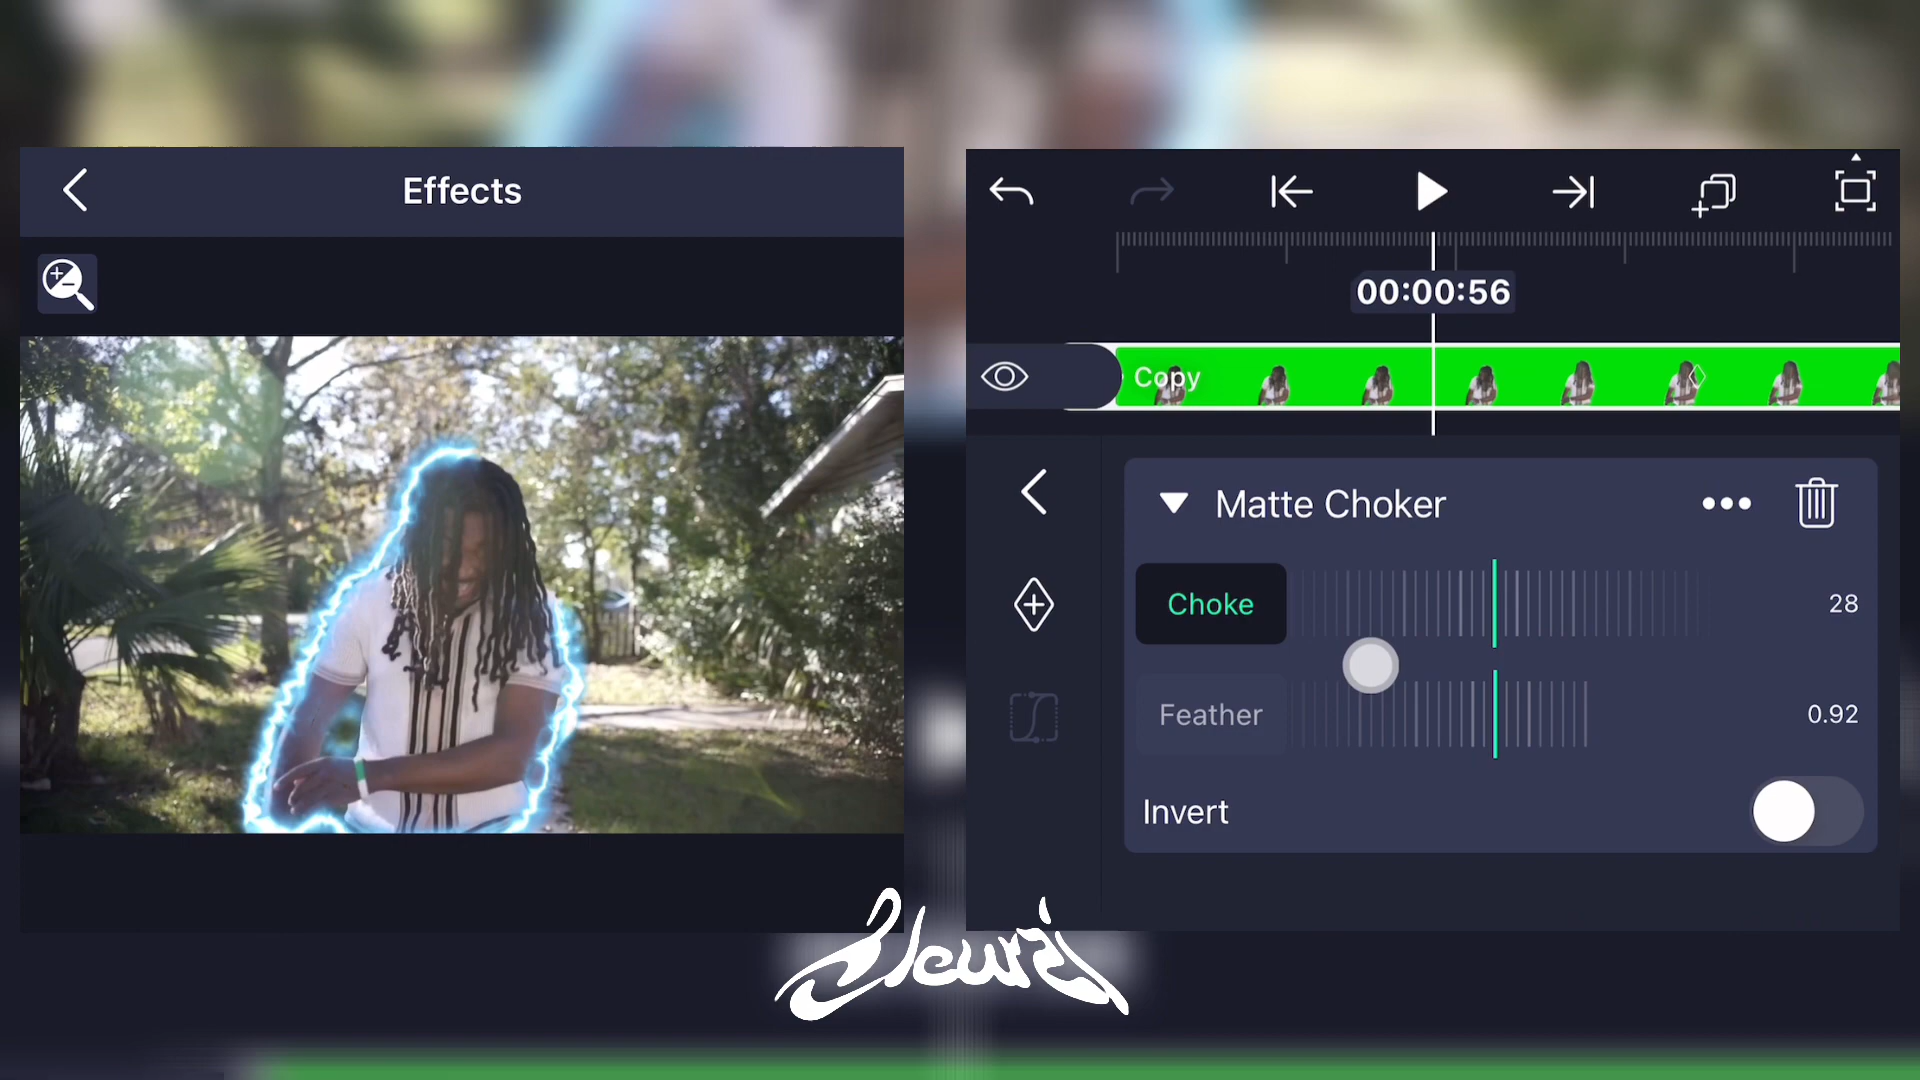 Effects
00:00:56
Copy
Matte Choker
Choke
28
Feather
0.92
Invert